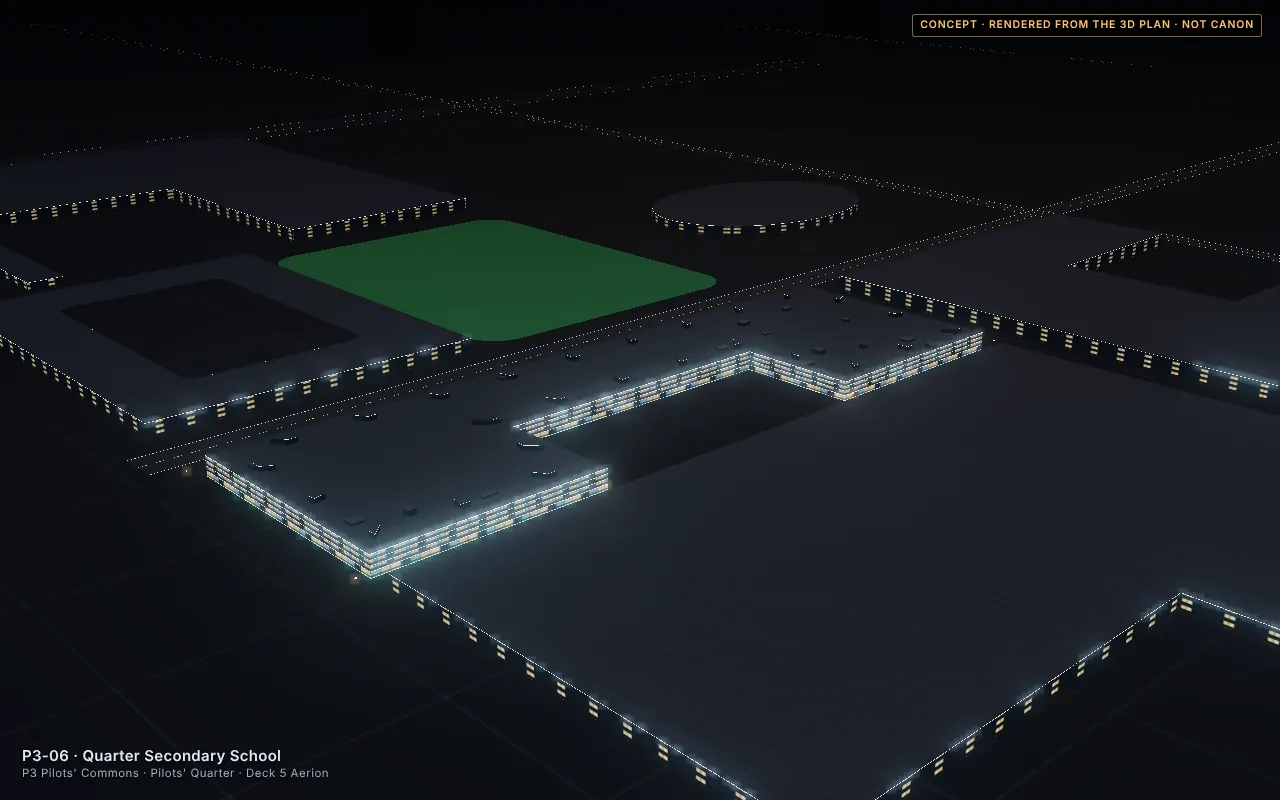 CONCEPT · RENDERED FROM THE 3D PLAN · NOT CANON
P3-06 · Quarter Secondary School
P3 Pilots' Commons · Pilots' Quarter · Deck 5 Aerion